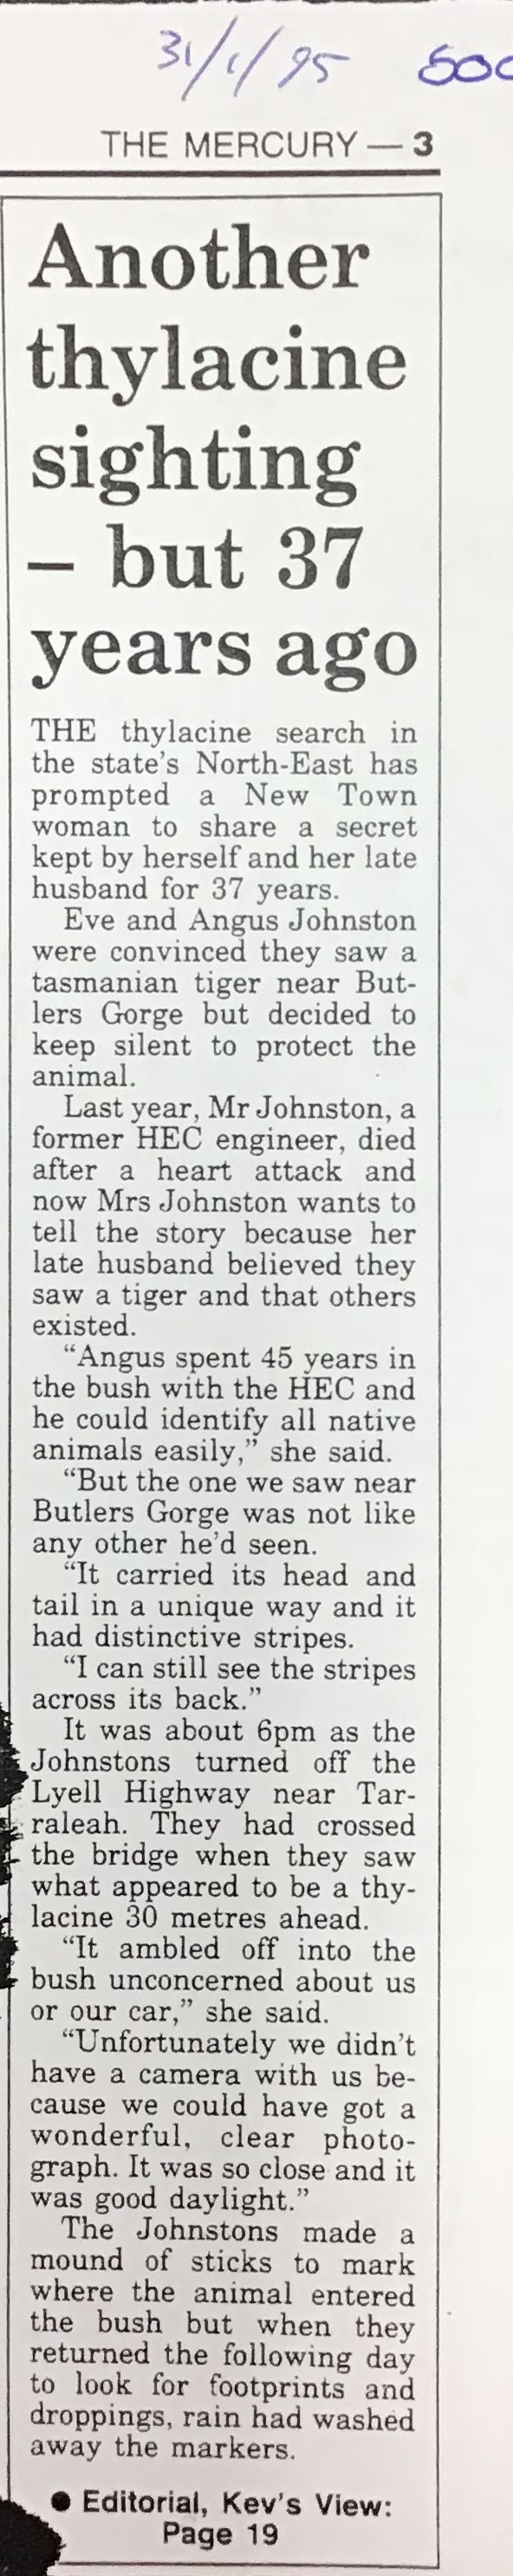 31/1/95
THE MERCURY — 3
Another
thylacine
sighting
– but 37
years ago
THE thylacine search in
the state's North-East has
prompted a New Town
woman to share a secret
kept by herself and her late
husband for 37 years.
Eve and Angus Johnston
were convinced they saw a
tasmanian tiger near But-
lers Gorge but decided to
keep silent to protect the
animal.
Last year, Mr Johnston, a
former HEC engineer, died
after a heart attack and
now Mrs Johnston wants to
tell the story because her
late husband believed they
saw a tiger and that others
existed.
“Angus spent 45 years in
the bush with the HEC and
he could identify all native
animals easily,” she said.
“But the one we saw near
Butlers Gorge was not like
any other he'd seen.
“It carried its head and
tail in a unique way and it
had distinctive stripes.
“I can still see the stripes
across its back.”
It was about 6pm as the
Johnstons turned off the
Lyell Highway near Tar-
raleah. They had crossed
the bridge when they saw
what appeared to be a thy-
lacine 30 metres ahead.
“It ambled off into the
bush unconcerned about us
or our car,” she said.
“Unfortunately we didn't
have a camera with us be-
cause we could have got a
wonderful, clear photo-
graph. It was so close and it
was good daylight.”
The Johnstons made a
mound of sticks to mark
where the animal entered
the bush but when they
returned the following day
to look for footprints and
droppings, rain had washed
away the markers.
● Editorial, Kev's View:
Page 19